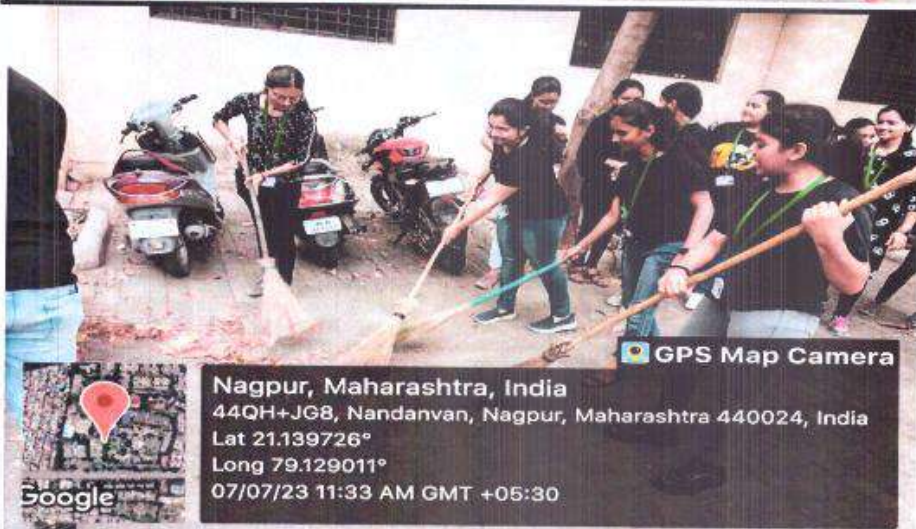 GPS Map Camera
Nagpur, Maharashtra, India
44QH+JG8, Nandanvan, Nagpur, Maharashtra 440024, India
Lat 21.139726°
Long 79.129011°
07/07/23 11:33 AM GMT +05:30
Google